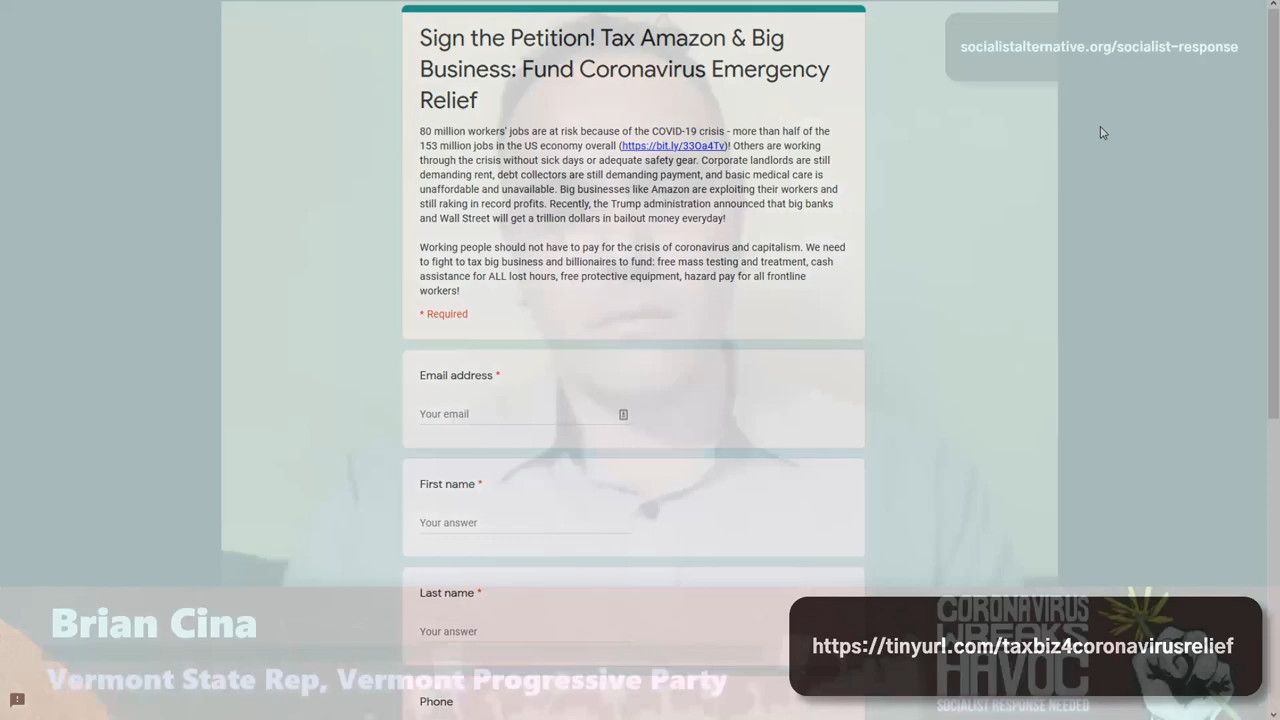 Sign the Petition! Tax Amazon & Big
Business: Fund Coronavirus Emergency
Relief
80 million workers' jobs are at risk because of the COVID-19 crisis - more than half of the
153 million jobs in the US economy overall (https://bit.ly/33Oa4Tv)! Others are working
through the crisis without sick days or adequate safety gear. Corporate landlords are still
demanding rent, debt collectors are still demanding payment, and basic medical care is
unaffordable and unavailable. Big businesses like Amazon are exploiting their workers and
still raking in record profits. Recently, the Trump administration announced that big banks
and Wall Street will get a trillion dollars in bailout money everyday!
Working people should not have to pay for the crisis of coronavirus and capitalism. We need
to fight to tax big business and billionaires to fund: free mass testing and treatment, cash
assistance for ALL lost hours, free protective equipment, hazard pay for all frontline
workers!
* Required
Email address *
Your email
First name *
Your answer
Last name *
Your answer
Phone
socialistalternative.org/socialist-response
Brian Cina
Vermont State Rep, Vermont Progressive Party
https://tinyurl.com/taxbiz4coronavirusrelief
CORONAVIRUS
WREAKS
HAVOC
SOCIALIST RESPONSE NEEDED